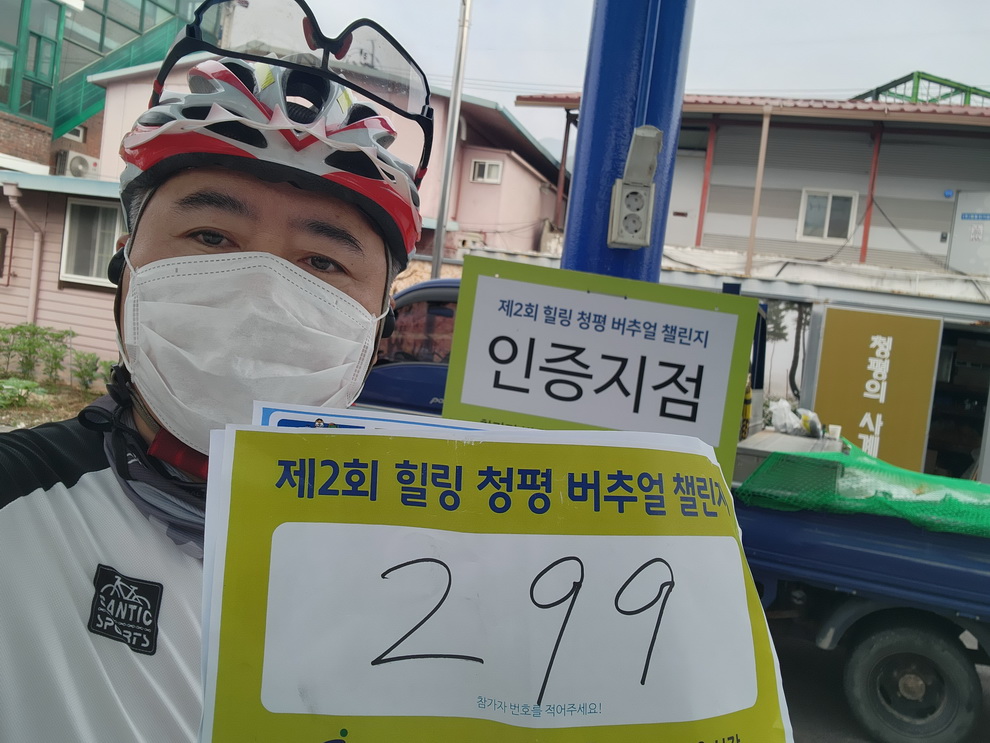 제2회 힐링 청평 버추얼 챌린지
인증지점
청평의 사계
제2회 힐링 청평 버추얼 챌린지
299
참가자 번호를 적어주세요!
SANTIC
SPORTS